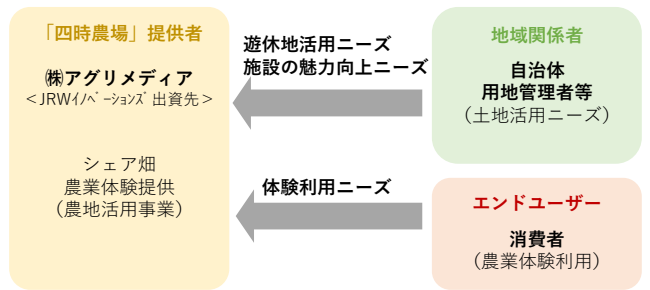 「四時農場」提供者
㈱アグリメディア
＜JRWｲﾉﾍﾞｰｼｮﾝｽﾞ出資先＞
シェア畑
農業体験提供
（農地活用事業）
遊休地活用ニーズ
施設の魅力向上ニーズ
体験利用ニーズ
地域関係者
自治体
用地管理者等
（土地活用ニーズ）
エンドユーザー
消費者
（農業体験利用）